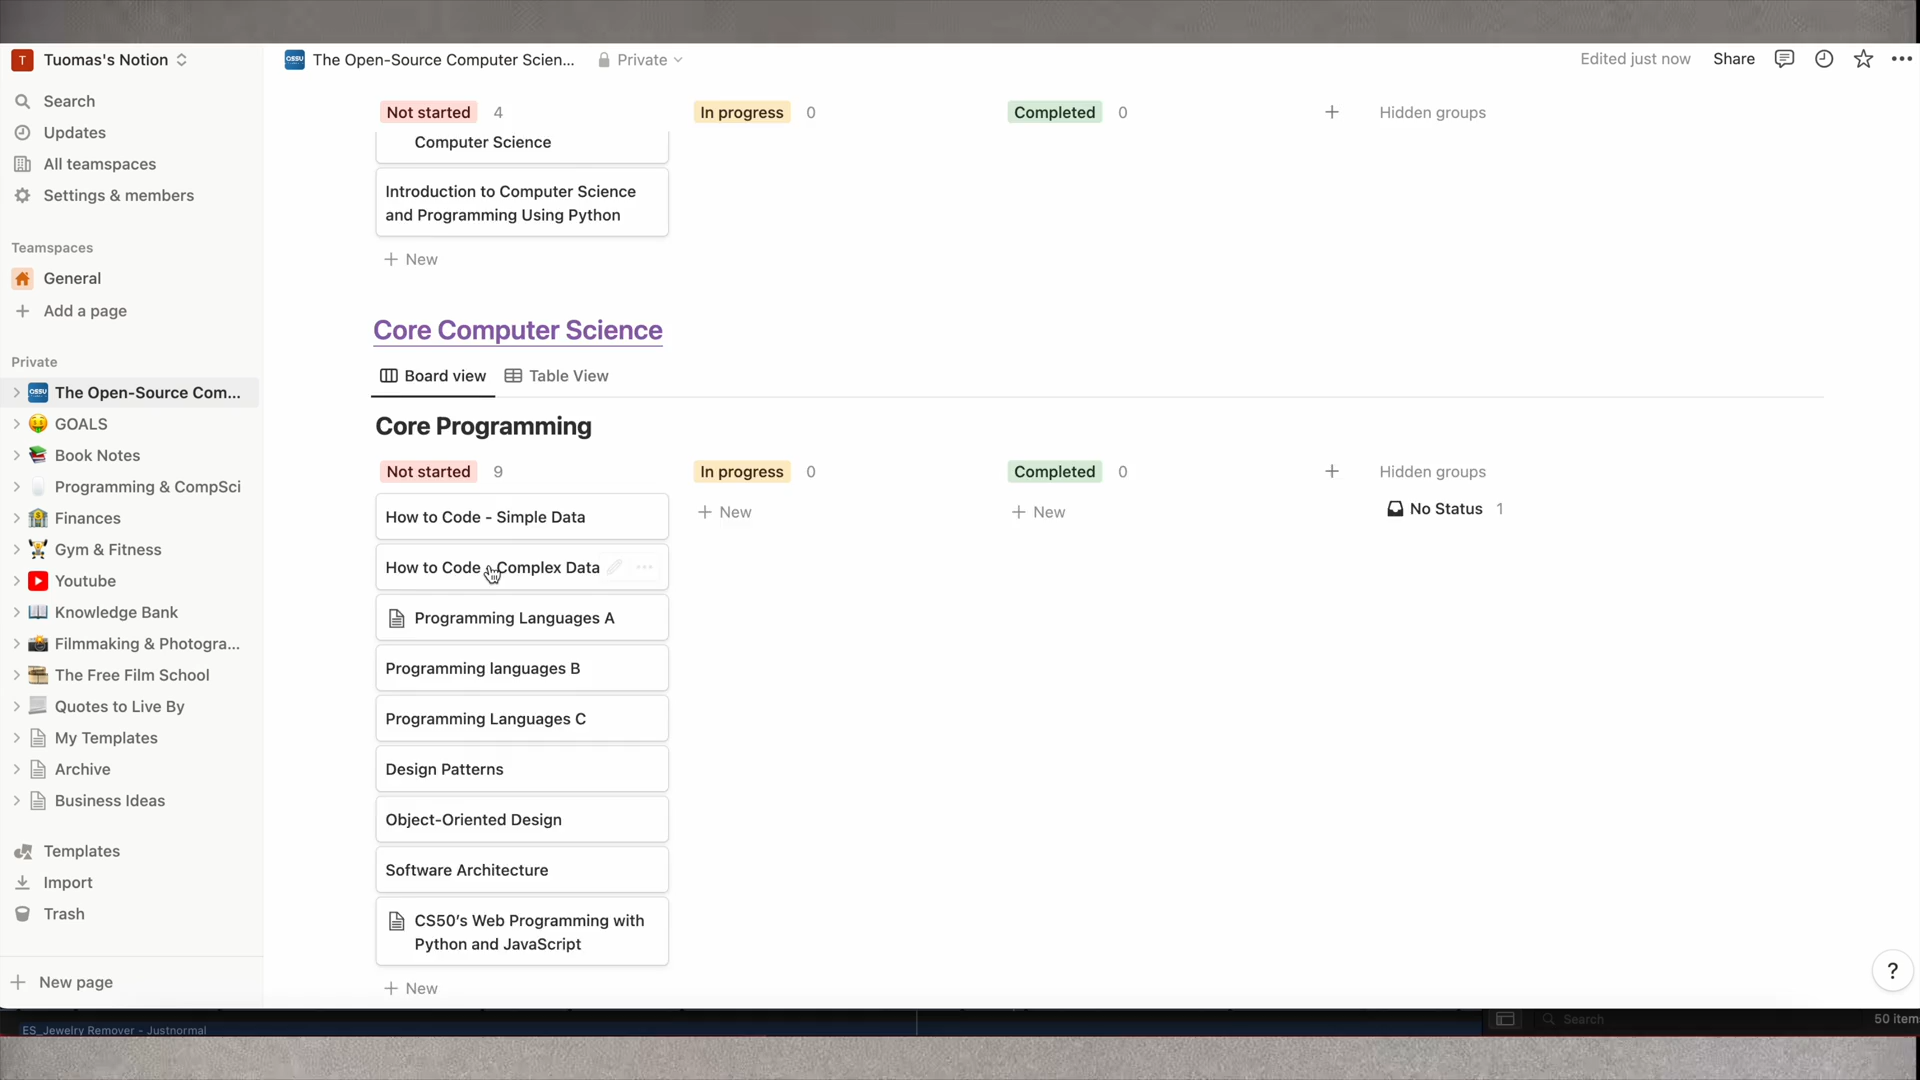 T Tuomas's Notion
Search
Updates
All teamspaces
Settings & members
Teamspaces
General
Add a page
Private
OSSU The Open-Source Com...
GOALS
Book Notes
Programming & CompSci
Finances
Gym & Fitness
Youtube
Knowledge Bank
Filmmaking & Photogra...
The Free Film School
Quotes to Live By
My Templates
Archive
Business Ideas
Templates
Import
Trash
New page
OSSU The Open-Source Computer Scien... Private
Edited just now Share
Not started 4 In progress 0 Completed 0 Hidden groups
Computer Science
Introduction to Computer Science
and Programming Using Python
New
Core Computer Science
Board view Table View
Core Programming
Not started 9 In progress 0 Completed 0 Hidden groups
New New No Status 1
How to Code - Simple Data
How to Code - Complex Data
Programming Languages A
Programming languages B
Programming Languages C
Design Patterns
Object-Oriented Design
Software Architecture
CS50's Web Programming with
Python and JavaScript
New
?
ES_Jewelry Remover - Justnormal
Search 50 item